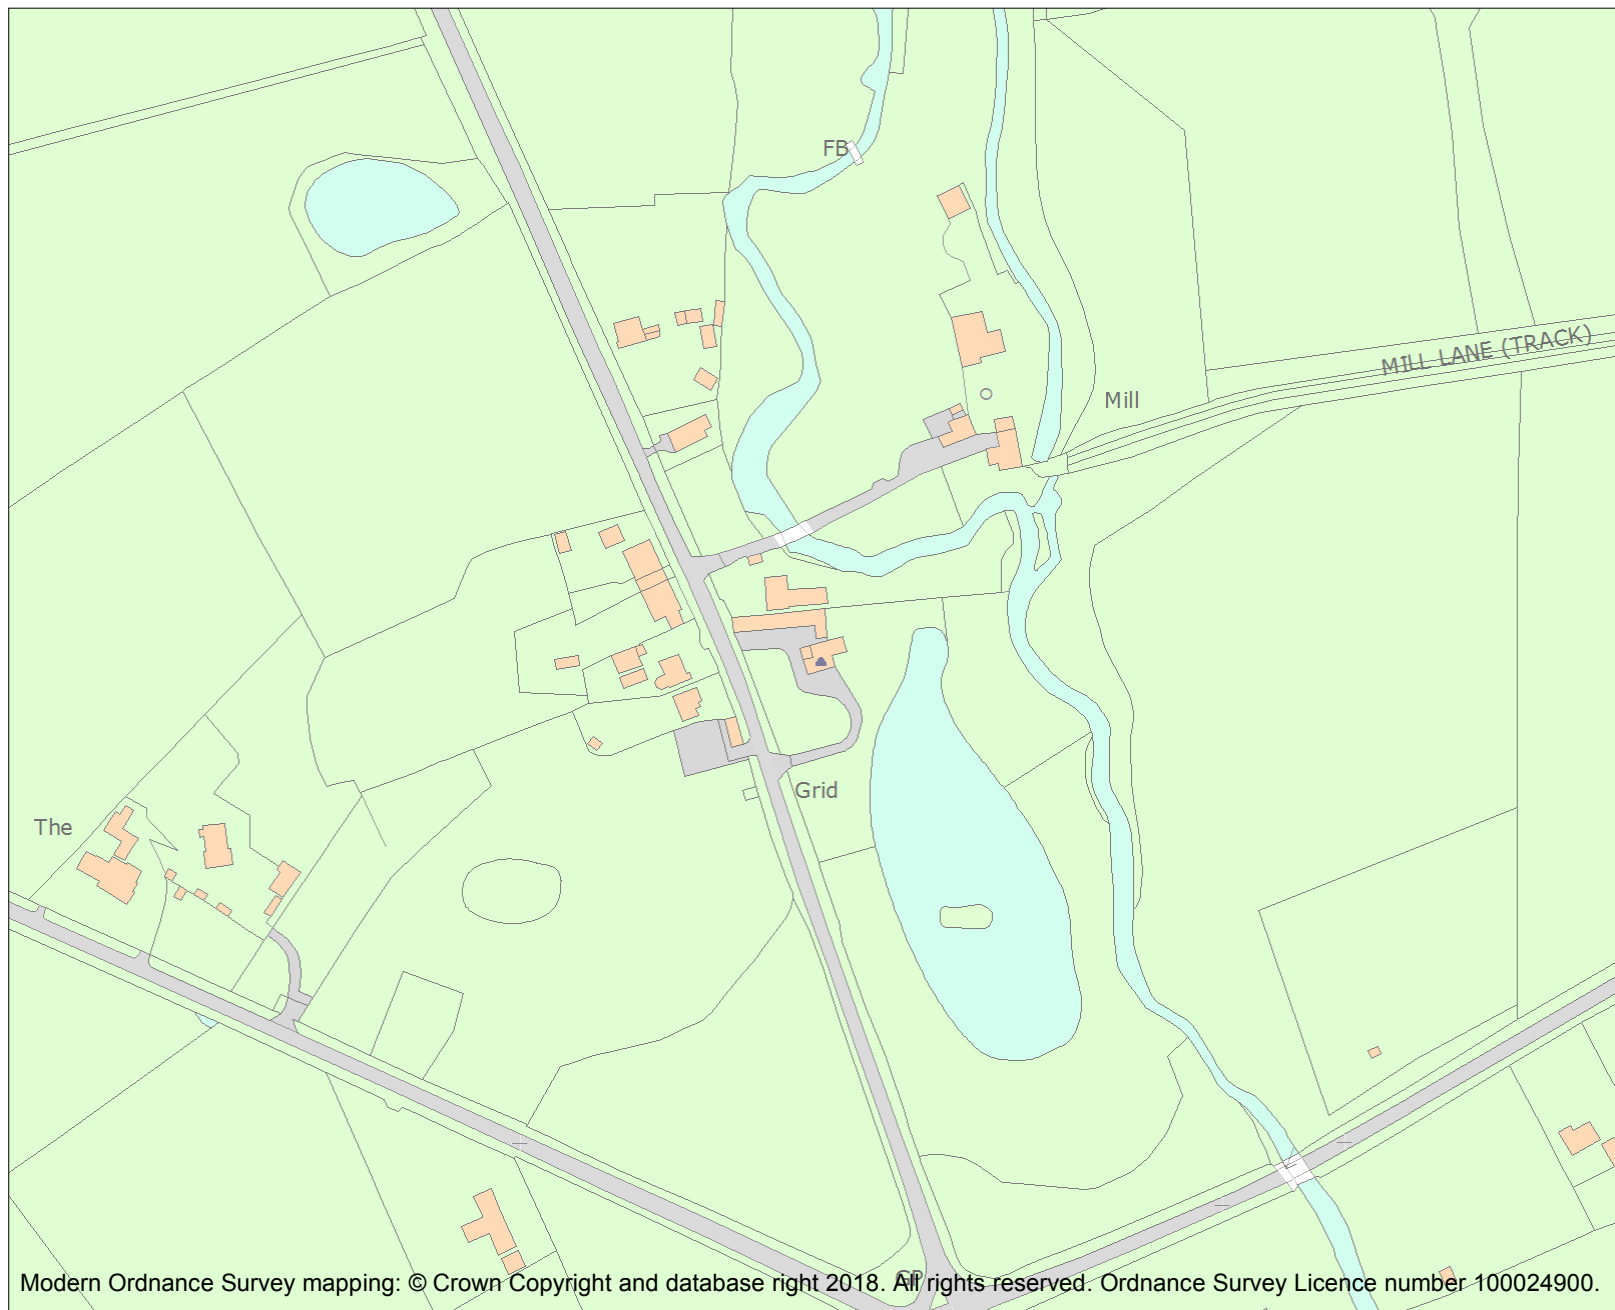 FB
MILL LANE (TRACK)
Mill
Grid
The
GP
Modern Ordnance Survey mapping: © Crown Copyright and database right 2018. All rights reserved. Ordnance Survey Licence number 100024900.